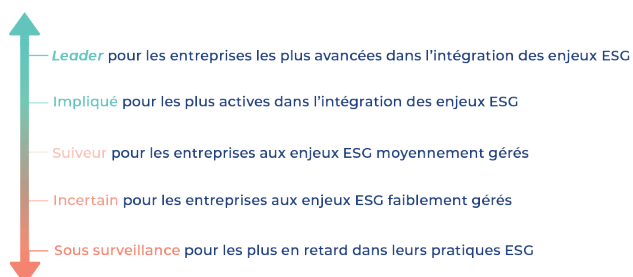 Leader pour les entreprises les plus avancées dans l’intégration des enjeux ESG
Impliqué pour les plus actives dans l’intégration des enjeux ESG
Suiveur pour les entreprises aux enjeux ESG moyennement gérés
Incertain pour les entreprises aux enjeux ESG faiblement gérés
Sous surveillance pour les plus en retard dans leurs pratiques ESG